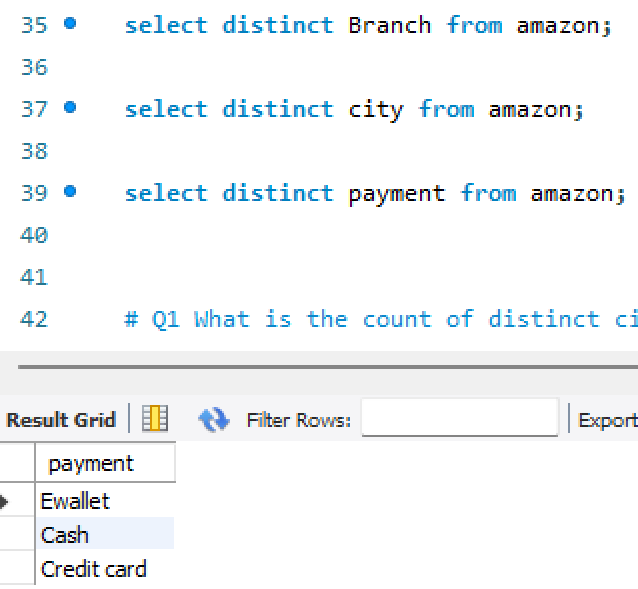 35 select distinct Branch from amazon;
36
37 select distinct city from amazon;
38
39 select distinct payment from amazon;
40
41
42 # Q1 What is the count of distinct ci
Result Grid Filter Rows: Export
payment
Ewallet
Cash
Credit card